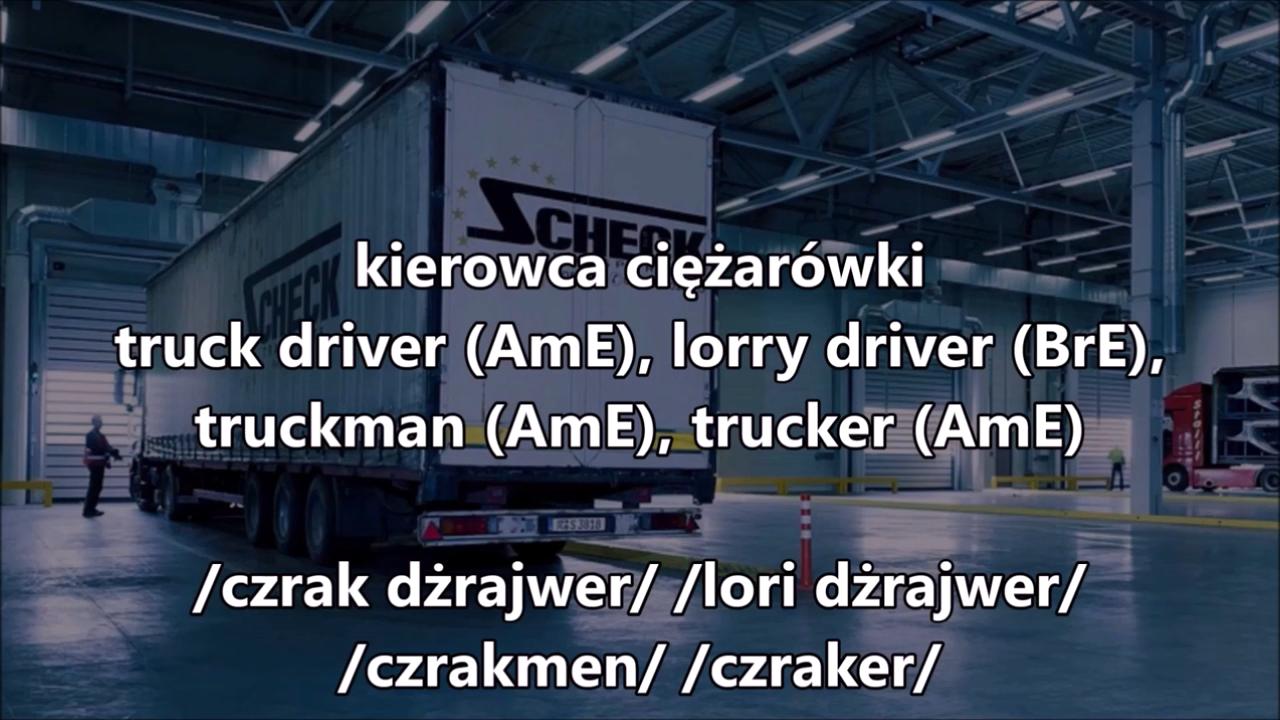 SCHECK
SCHECK
kierowca ciężarówki
truck driver (AmE), lorry driver (BrE),
truckman (AmE), trucker (AmE)
/czrak dżrajwer/ /lori dżrajwer/
/czrakmen/ /czraker/